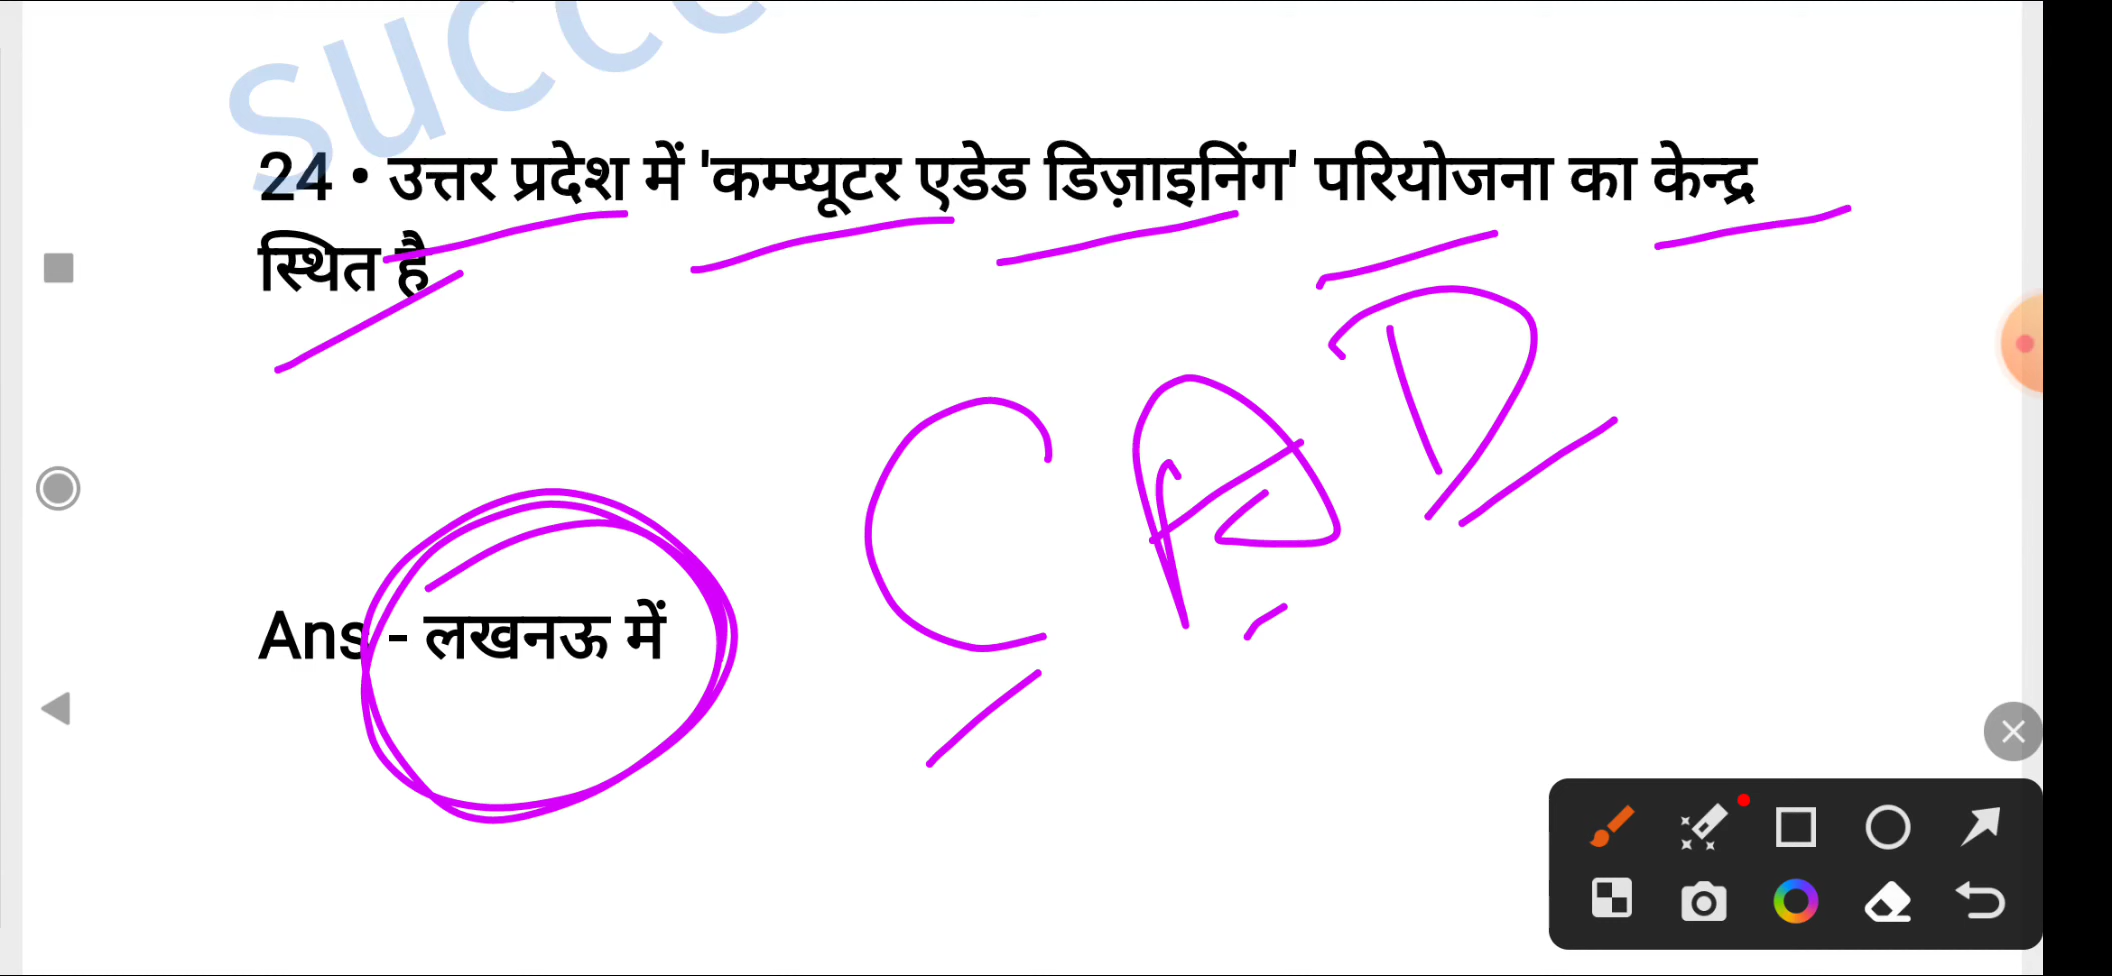 succe
24 • उत्तर प्रदेश में 'कम्प्यूटर एडेड डिज़ाइनिंग' परियोजना का केन्द्र
स्थित है
CAD
Ans - लखनऊ में